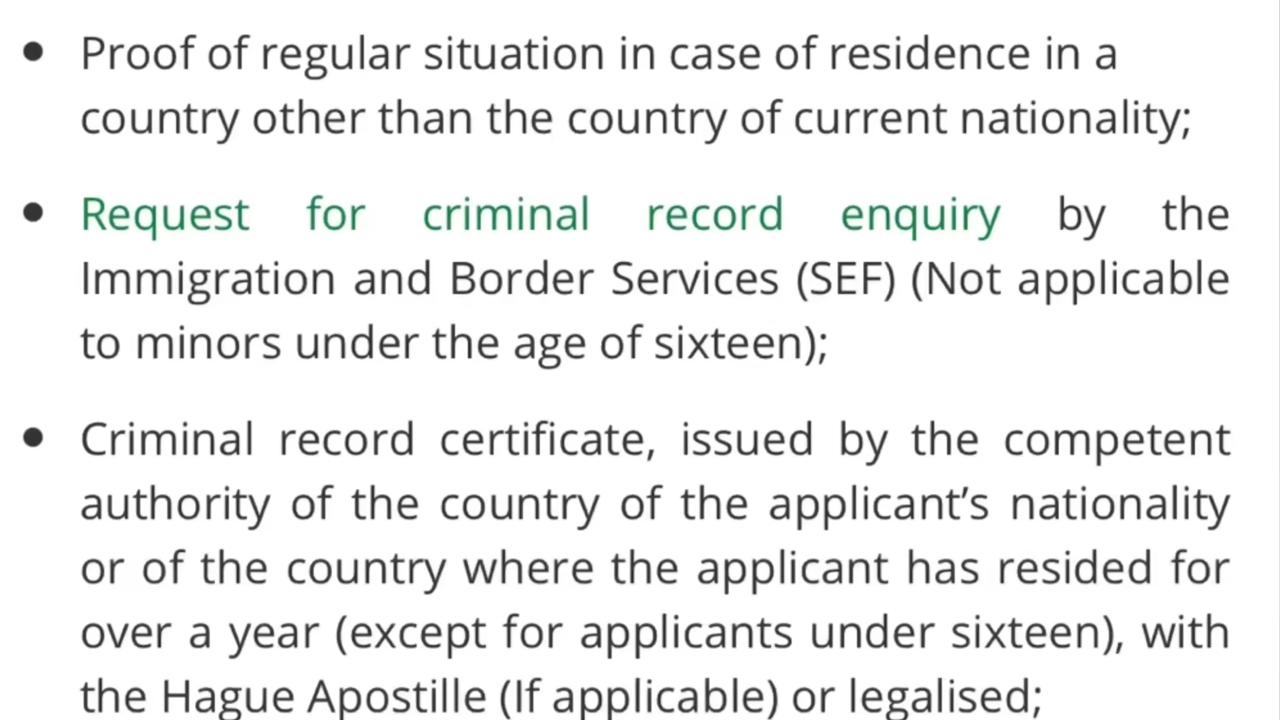 • Proof of regular situation in case of residence in a
country other than the country of current nationality;
• Request for criminal record enquiry by the
Immigration and Border Services (SEF) (Not applicable
to minors under the age of sixteen);
• Criminal record certificate, issued by the competent
authority of the country of the applicant’s nationality
or of the country where the applicant has resided for
over a year (except for applicants under sixteen), with
the Hague Apostille (If applicable) or legalised;